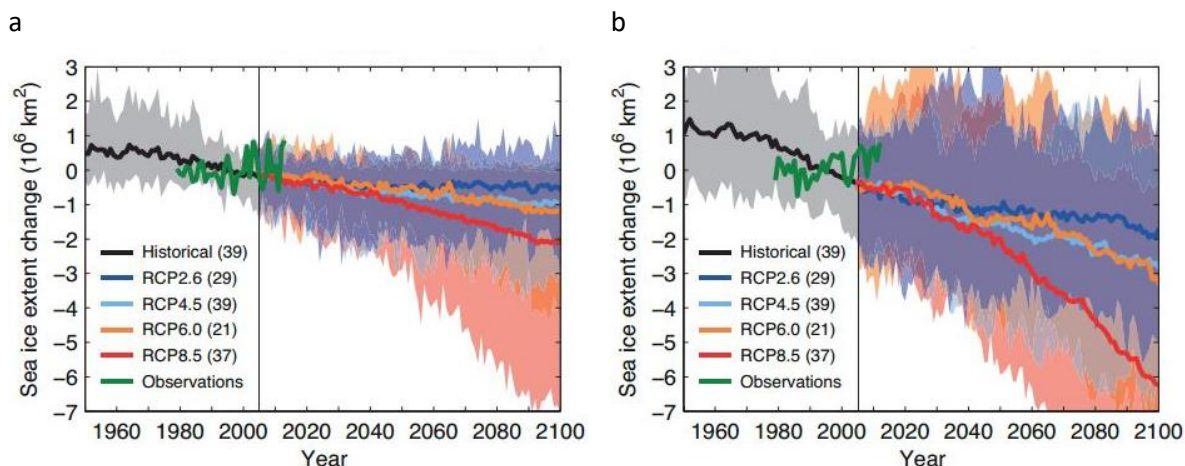 a
b
Sea ice extent change (10⁶ km²)
3
2
1
0
−1
−2
−3
−4
−5
−6
−7
Historical (39)
RCP2.6 (29)
RCP4.5 (39)
RCP6.0 (21)
RCP8.5 (37)
Observations
1960 1980 2000 2020 2040 2060 2080 2100
Year
Sea ice extent change (10⁶ km²)
3
2
1
0
−1
−2
−3
−4
−5
−6
−7
Historical (39)
RCP2.6 (29)
RCP4.5 (39)
RCP6.0 (21)
RCP8.5 (37)
Observations
1960 1980 2000 2020 2040 2060 2080 2100
Year